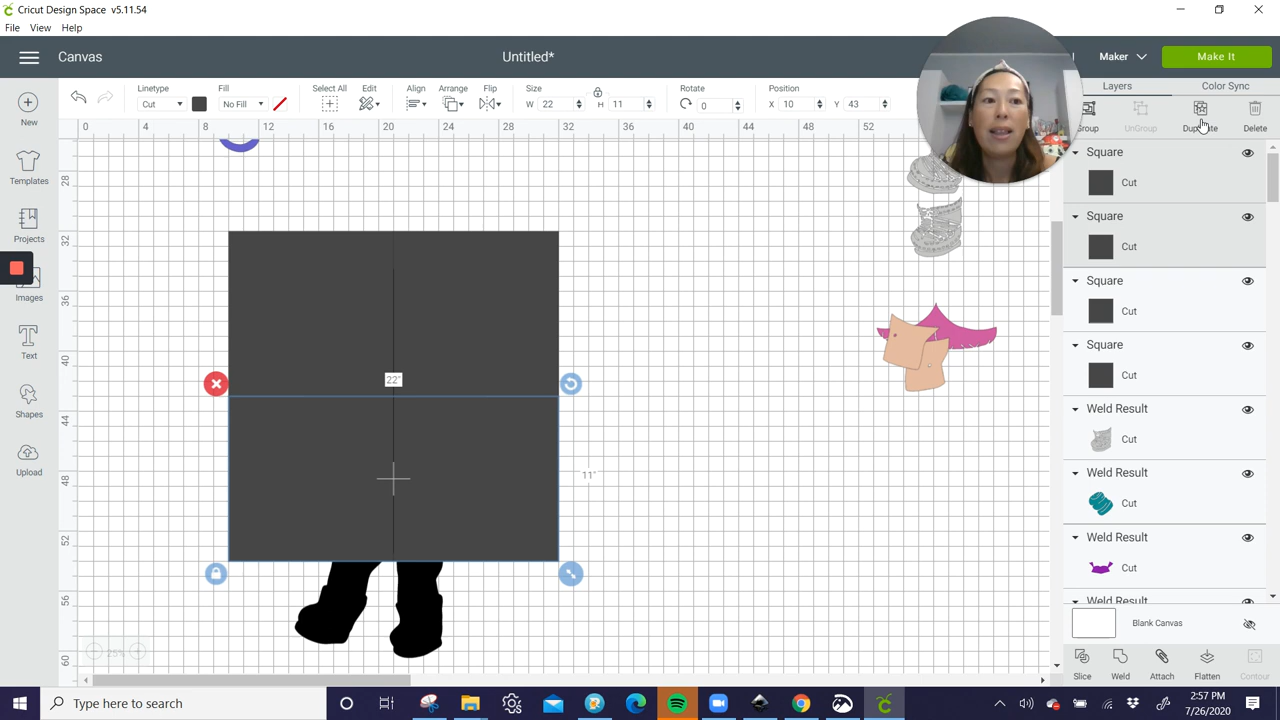 Cricut Design Space v5.11.54
File View Help
Canvas
Untitled*
Maker
Make It
Linetype
Cut
Fill
No Fill
Select All
Edit
Align
Arrange
Flip
Size
W 22
H 11
Rotate
0
Position
X 10
Y 43
Layers
Color Sync
Group
UnGroup
Duplicate
Delete
0 4 8 12 16 20 24 28 32 36 40 44 48 52
28
32
36
40
44
48
52
56
60
New
Templates
Projects
Images
Text
Shapes
Upload
22"
11"
25%
Square
Cut
Square
Cut
Square
Cut
Square
Cut
Weld Result
Cut
Weld Result
Cut
Weld Result
Cut
Weld Result
Blank Canvas
Slice
Weld
Attach
Flatten
Contour
Type here to search
2:57 PM
7/26/2020